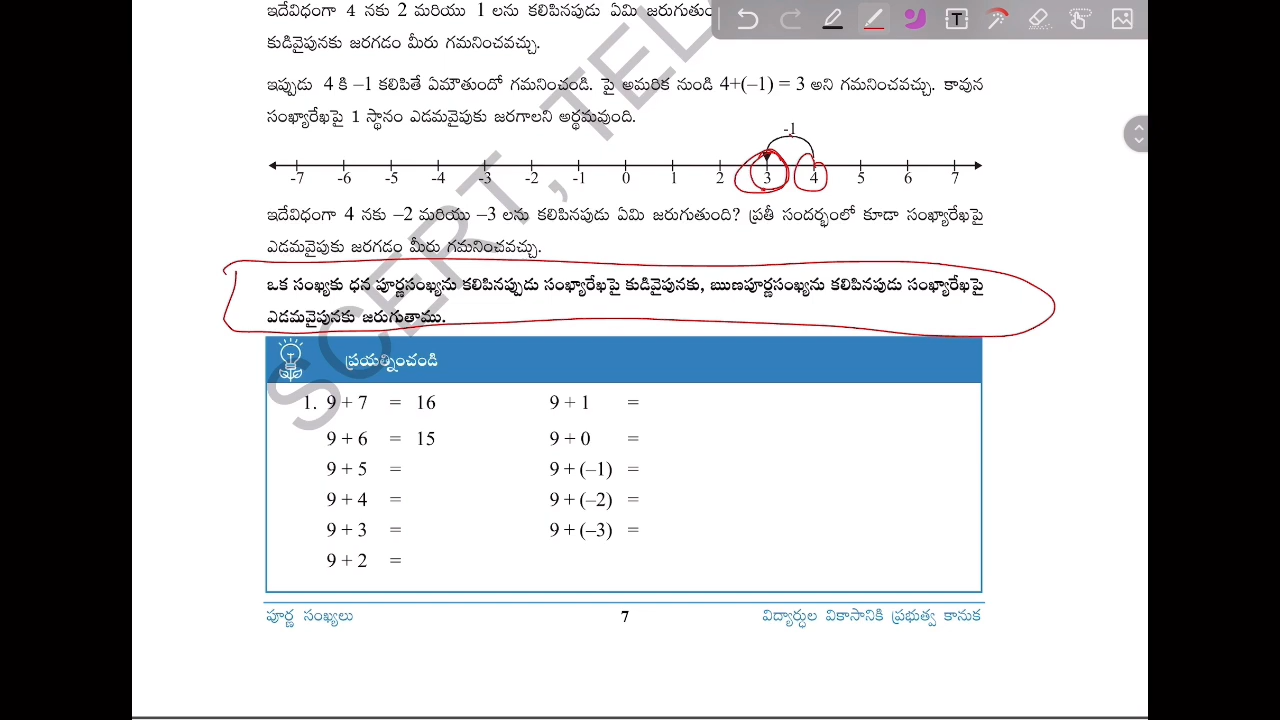 ఇదేవిధంగా 4 నకు 2 మరియు 1 లను కలిపినపుడు ఏమి జరుగుతుం
కుడివైపునకు జరగడం మీరు గమనించవచ్చు.
ఇప్పుడు 4 కి –1 కలిపితే ఏమౌతుందో గమనించండి. పై అమరిక నుండి 4+(–1) = 3 అని గమనించవచ్చు. కావున
సంఖ్యారేఖపై 1 స్థానం ఎడమవైపుకు జరగాలని అర్థమవుంది.
-1
-7 -6 -5 -4 -3 -2 -1 0 1 2 3 4 5 6 7
ఇదేవిధంగా 4 నకు –2 మరియు –3 లను కలిపినపుడు ఏమి జరుగుతుంది? ప్రతీ సందర్భంలో కూడా సంఖ్యారేఖపై
ఎడమవైపుకు జరగడం మీరు గమనించవచ్చు.
ఒక సంఖ్యకు ధన పూర్ణసంఖ్యను కలిపినప్పుడు సంఖ్యారేఖపై కుడివైపునకు, ఋణపూర్ణసంఖ్యను కలిపినపుడు సంఖ్యారేఖపై
ఎడమవైపునకు జరుగుతాము.
ప్రయత్నించండి
1. 9 + 7 = 16 9 + 1 =
9 + 6 = 15 9 + 0 =
9 + 5 = 9 + (–1) =
9 + 4 = 9 + (–2) =
9 + 3 = 9 + (–3) =
9 + 2 =
పూర్ణ సంఖ్యలు 7 విద్యార్థుల వికాసానికి ప్రభుత్వ కానుక
SCERT, TEL